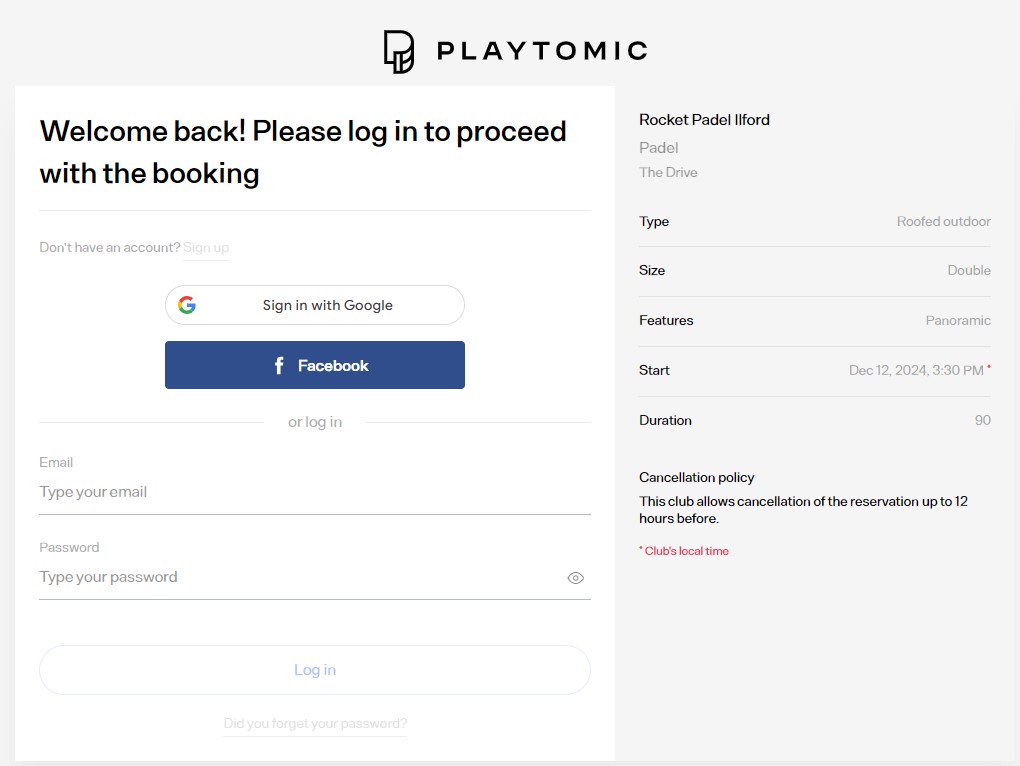 PLAYTOMIC
Welcome back! Please log in to proceed
with the booking
Don't have an account? Sign up
Sign in with Google
Facebook
or log in
Email
Type your email
Password
Type your password
Log in
Did you forget your password?
Rocket Padel Ilford
Padel
The Drive
Type Roofed outdoor
Size Double
Features Panoramic
Start Dec 12, 2024, 3:30 PM *
Duration 90
Cancellation policy
This club allows cancellation of the reservation up to 12
hours before.
* Club's local time